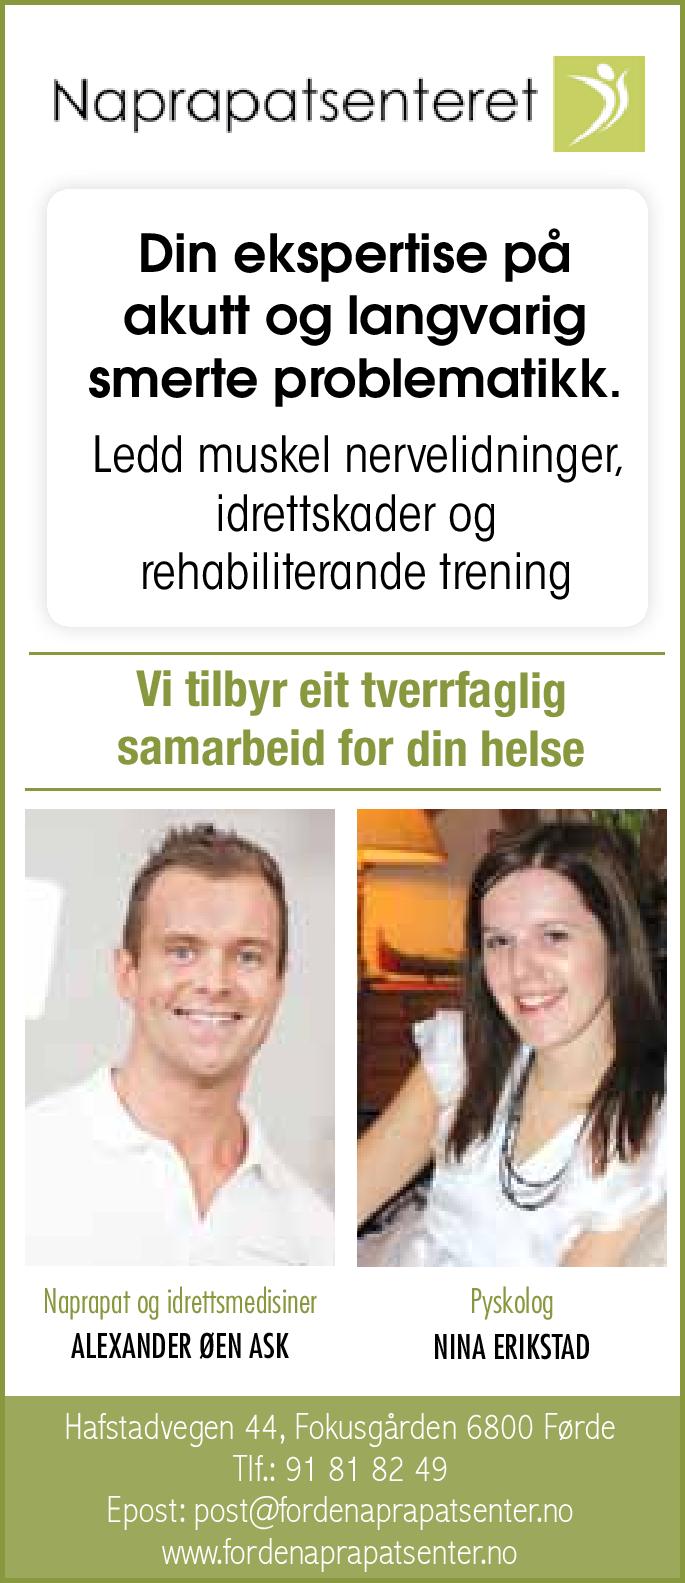 Naprapatsenteret
Din ekspertise på
akutt og langvarig
smerte problematikk.
Ledd muskel nervelidninger,
idrettskader og
rehabiliterande trening
Vi tilbyr eit tverrfaglig
samarbeid for din helse
Naprapat og idrettsmedisiner
ALEXANDER ØEN ASK
Pyskolog
NINA ERIKSTAD
Hafstadvegen 44, Fokusgården 6800 Førde
Tlf.: 91 81 82 49
Epost: post@fordenaprapatsenter.no
www.fordenaprapatsenter.no